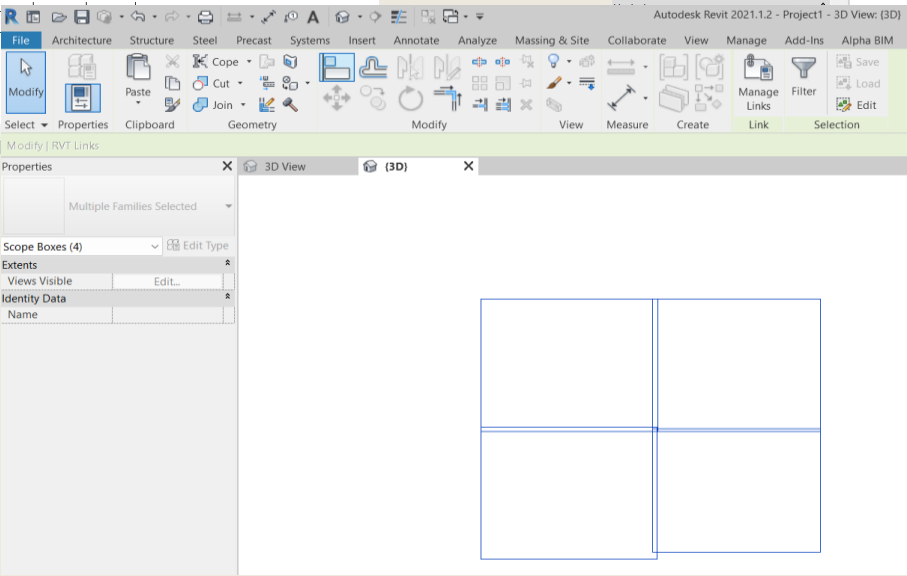 Autodesk Revit 2021.1.2 - Project1 - 3D View: {3D}
File Architecture Structure Steel Precast Systems Insert Annotate Analyze Massing & Site Collaborate View Manage Add-Ins Alpha BIM
Modify Paste Cope Cut Join Manage Links Filter Save Load Edit
Select Properties Clipboard Geometry Modify View Measure Create Link Selection
Modify | RVT Links
Properties 3D View {3D}
Multiple Families Selected
Scope Boxes (4) Edit Type
Extents
Views Visible Edit...
Identity Data
Name